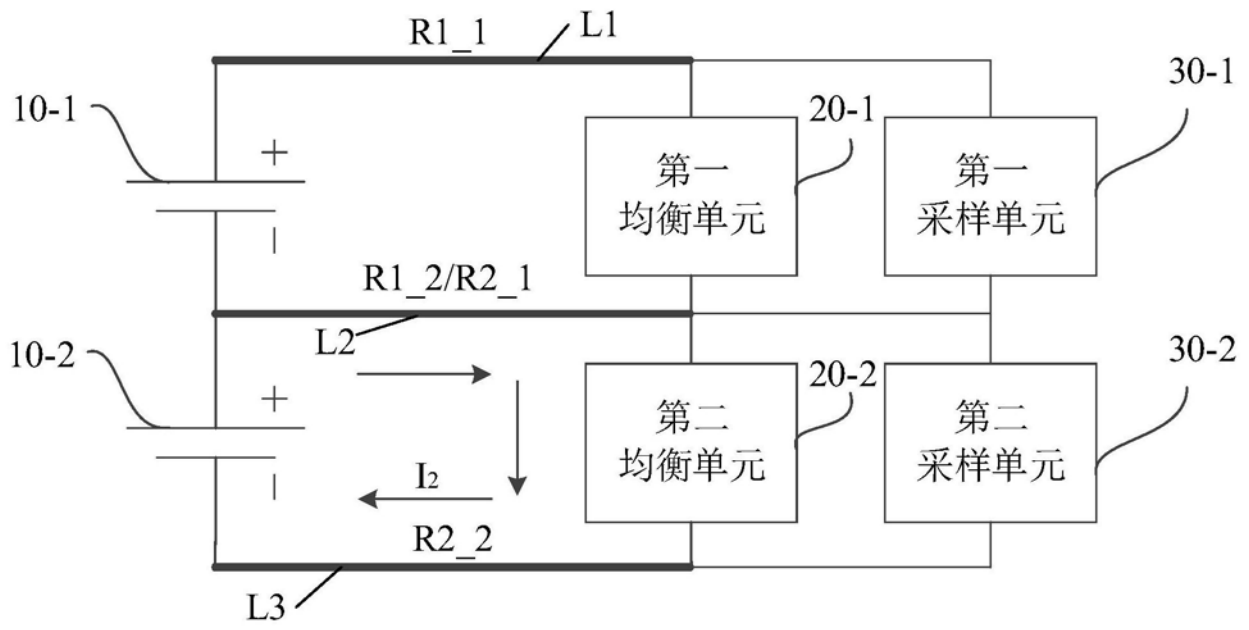 R1_1
L1
10-1
20-1
30-1
+
第一
均衡单元
第一
采样单元
−
R1_2/R2_1
L2
10-2
20-2
30-2
+
第二
均衡单元
第二
采样单元
−
I₂
R2_2
L3